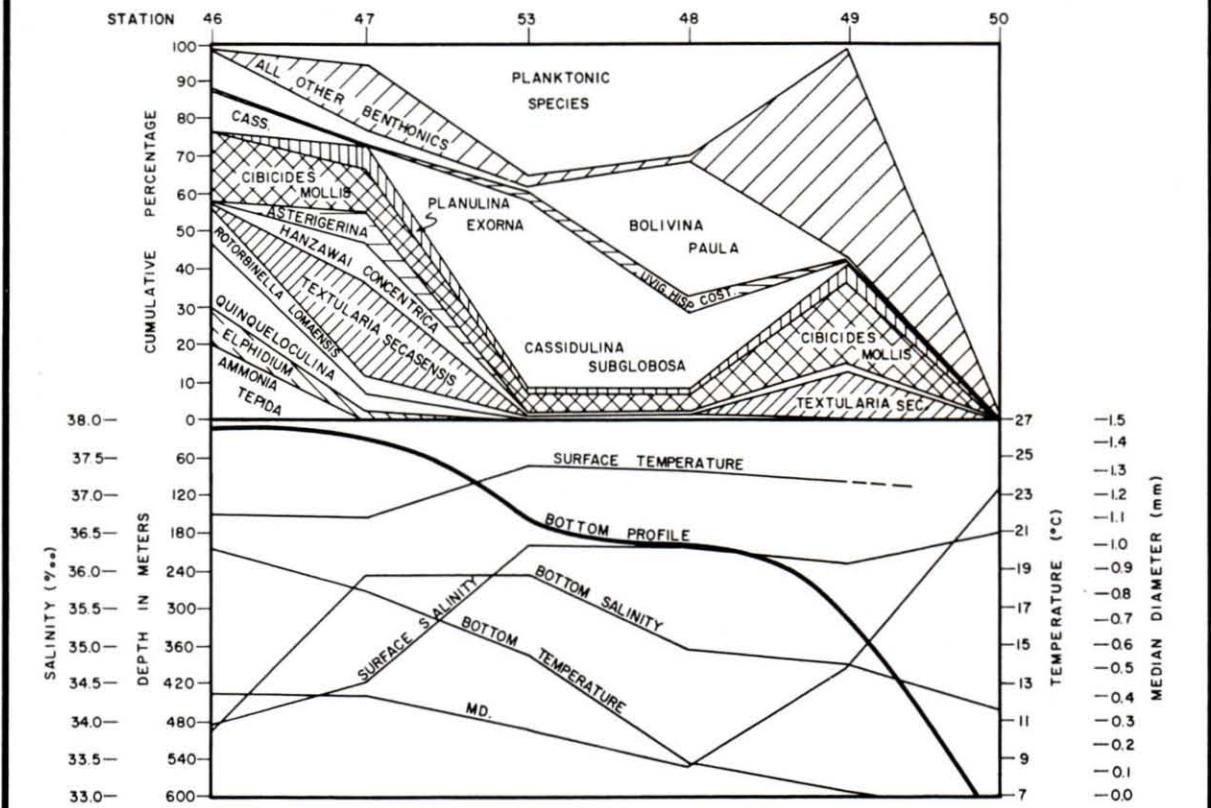 STATION 46 47 53 48 49 50
CUMULATIVE PERCENTAGE
100
90
80
70
60
50
40
30
20
10
0
PLANKTONIC
SPECIES
ALL OTHER BENTHONICS
CASS.
CIBICIDES
MOLLIS
PLANULINA
EXORNA
ASTERIGERINA
HANZAWAI CONCENTRICA
ROTORBINELLA LOMAENSIS
TEXTULARIA SECASENSIS
QUINQUELOCULINA
ELPHIDIUM
AMMONIA
TEPIDA
BOLIVINA
PAULA
UVIG. HISP. COST.
CASSIDULINA
SUBGLOBOSA
CIBICIDES
MOLLIS
TEXTULARIA SEC.
SALINITY (‰)
38.0
37.5
37.0
36.5
36.0
35.5
35.0
34.5
34.0
33.5
33.0
DEPTH IN METERS
60
120
180
240
300
360
420
480
540
600
SURFACE TEMPERATURE
BOTTOM PROFILE
BOTTOM SALINITY
SURFACE SALINITY
BOTTOM TEMPERATURE
MD.
TEMPERATURE (°C)
27
25
23
21
19
17
15
13
11
9
7
MEDIAN DIAMETER (mm)
1.5
1.4
1.3
1.2
1.1
1.0
0.9
0.8
0.7
0.6
0.5
0.4
0.3
0.2
0.1
0.0